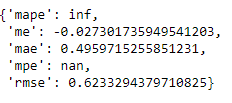 {'mape': inf,
'me': -0.027301735949541203,
'mae': 0.4959715255851231,
'mpe': nan,
'rmse': 0.6233294379710825}